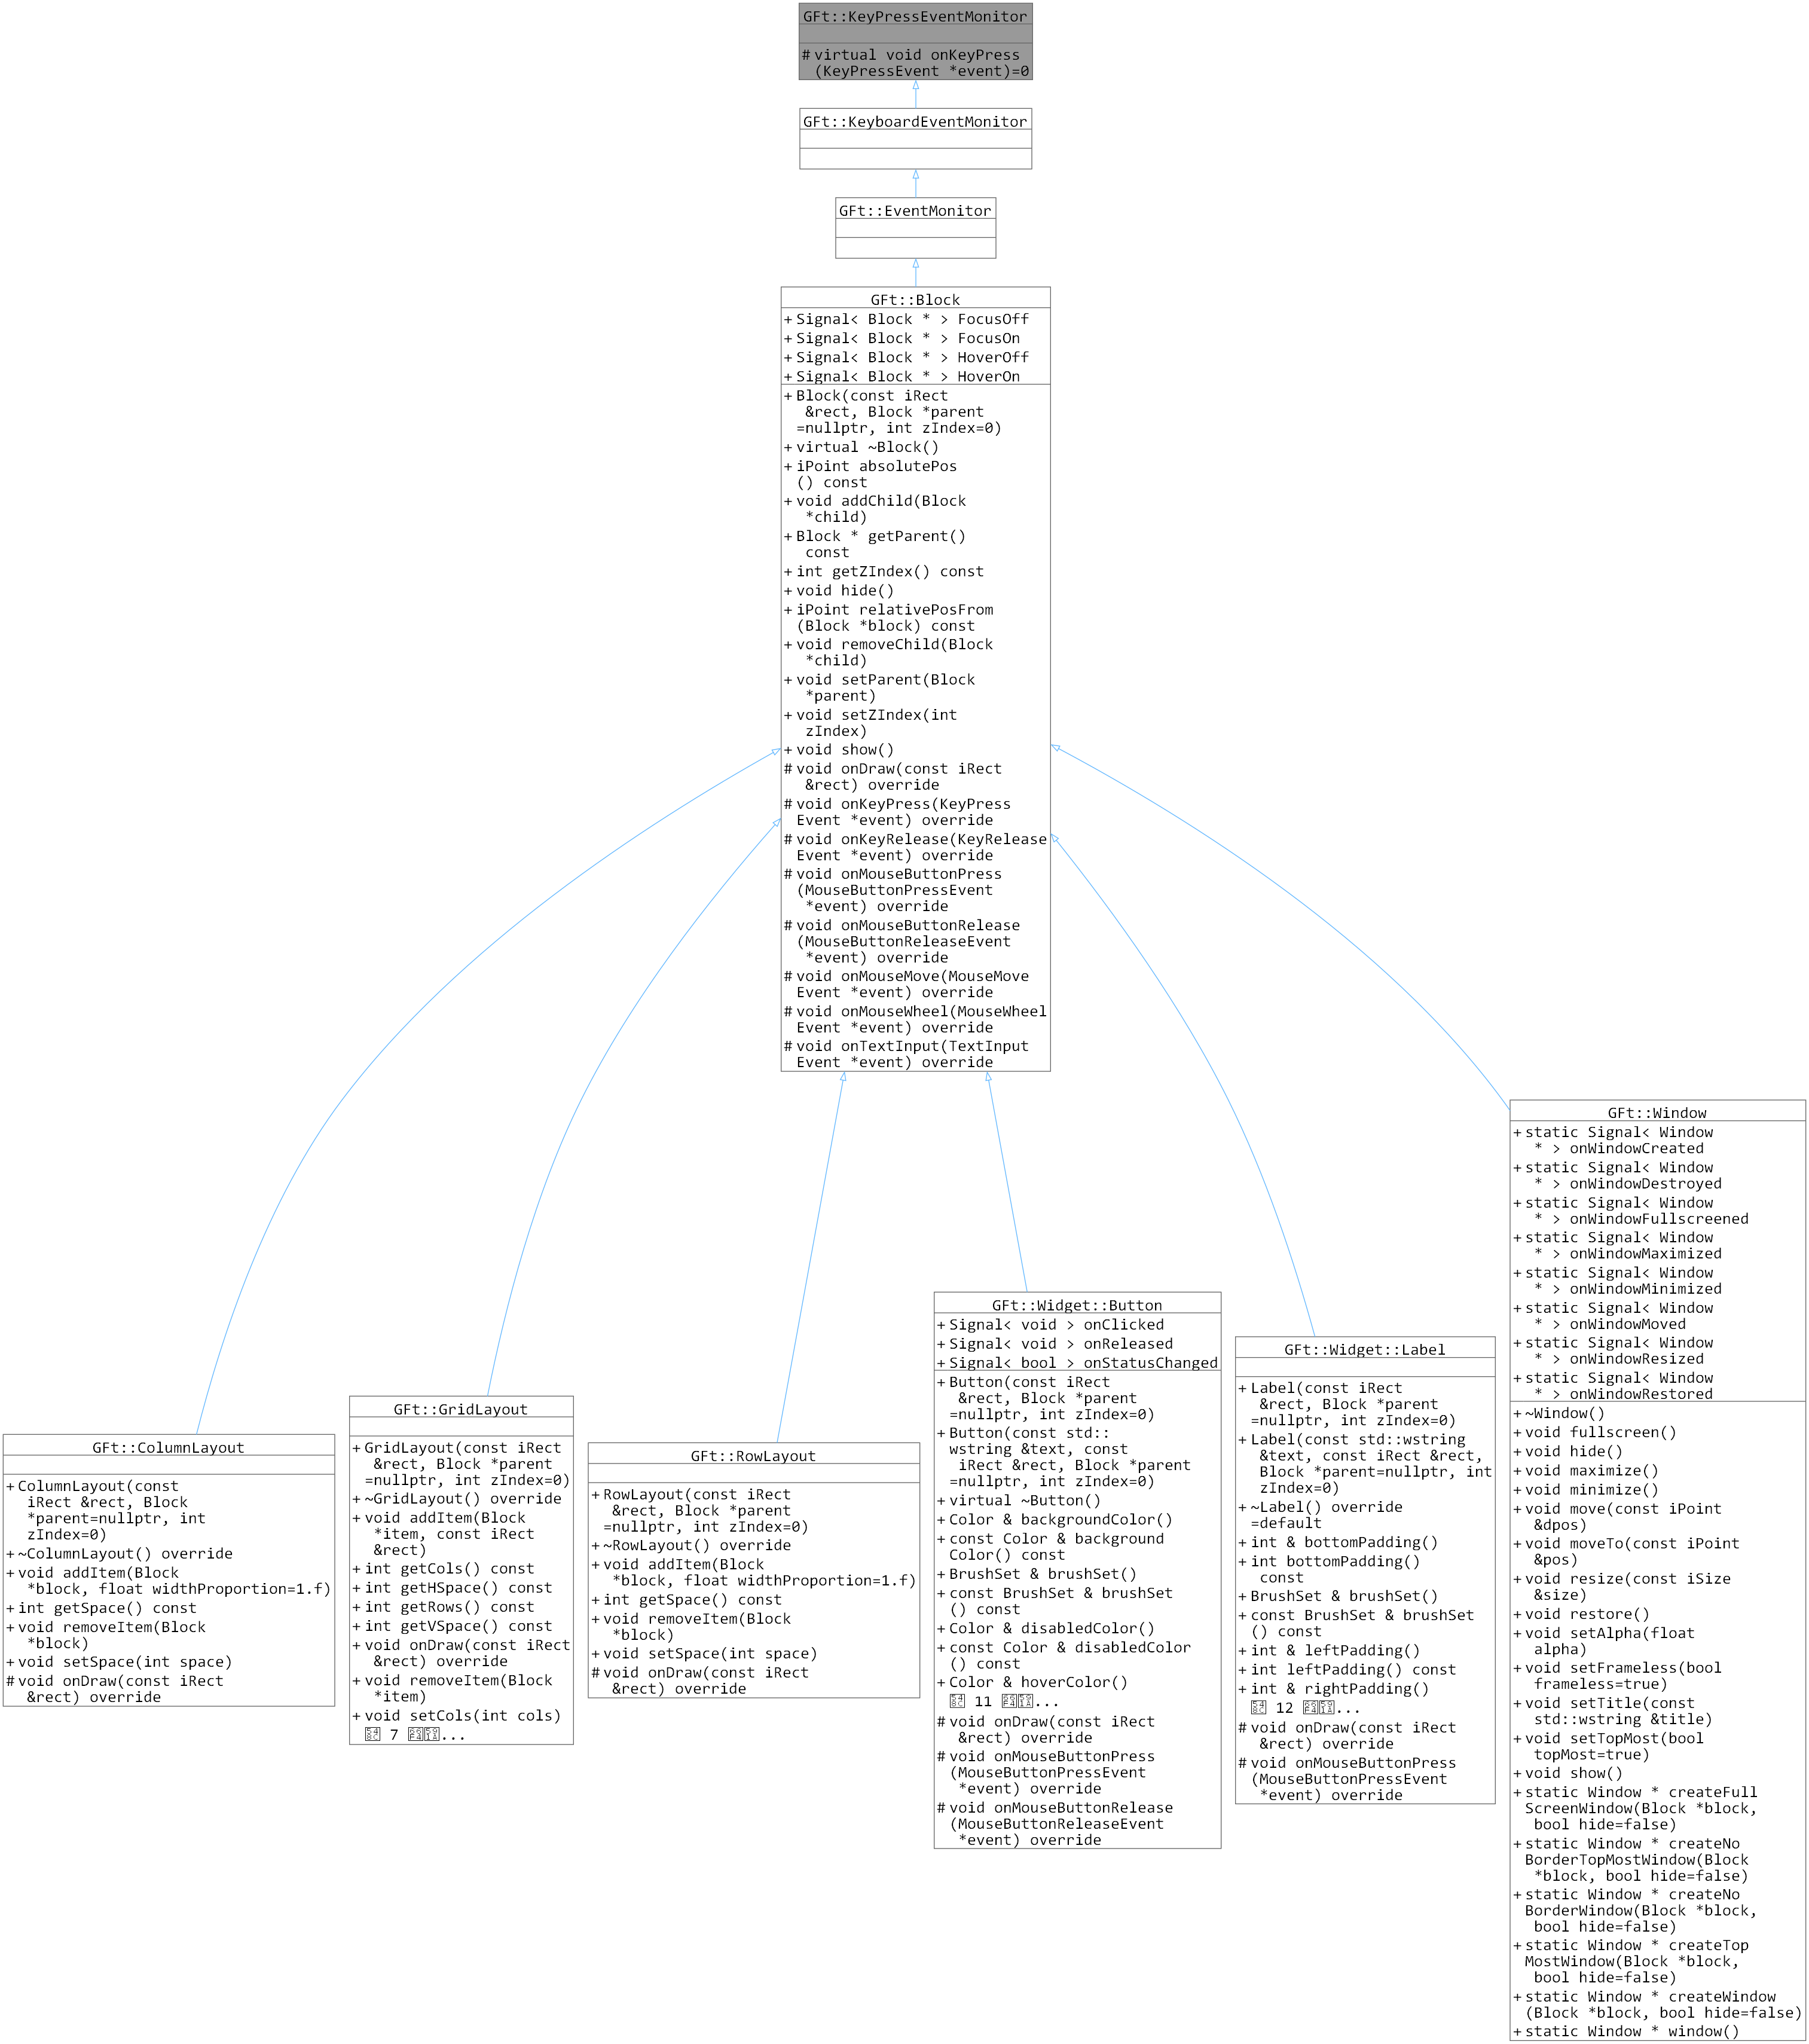 GFt::KeyPressEventMonitor
# virtual void onKeyPress
(KeyPressEvent *event)=0
GFt::KeyboardEventMonitor
GFt::EventMonitor
GFt::Block
+ Signal< Block * > FocusOff
+ Signal< Block * > FocusOn
+ Signal< Block * > HoverOff
+ Signal< Block * > HoverOn
+ Block(const iRect
&rect, Block *parent
=nullptr, int zIndex=0)
+ virtual ~Block()
+ iPoint absolutePos
() const
+ void addChild(Block
*child)
+ Block * getParent()
const
+ int getZIndex() const
+ void hide()
+ iPoint relativePosFrom
(Block *block) const
+ void removeChild(Block
*child)
+ void setParent(Block
*parent)
+ void setZIndex(int
zIndex)
+ void show()
# void onDraw(const iRect
&rect) override
# void onKeyPress(KeyPress
Event *event) override
# void onKeyRelease(KeyRelease
Event *event) override
# void onMouseButtonPress
(MouseButtonPressEvent
*event) override
# void onMouseButtonRelease
(MouseButtonReleaseEvent
*event) override
# void onMouseMove(MouseMove
Event *event) override
# void onMouseWheel(MouseWheel
Event *event) override
# void onTextInput(TextInput
Event *event) override
GFt::ColumnLayout
+ ColumnLayout(const
iRect &rect, Block
*parent=nullptr, int
zIndex=0)
+ ~ColumnLayout() override
+ void addItem(Block
*block, float widthProportion=1.f)
+ int getSpace() const
+ void removeItem(Block
*block)
+ void setSpace(int space)
# void onDraw(const iRect
&rect) override
GFt::GridLayout
+ GridLayout(const iRect
&rect, Block *parent
=nullptr, int zIndex=0)
+ ~GridLayout() override
+ void addItem(Block
*item, const iRect
&rect)
+ int getCols() const
+ int getHSpace() const
+ int getRows() const
+ int getVSpace() const
+ void onDraw(const iRect
&rect) override
+ void removeItem(Block
*item)
+ void setCols(int cols)
7 ...
GFt::RowLayout
+ RowLayout(const iRect
&rect, Block *parent
=nullptr, int zIndex=0)
+ ~RowLayout() override
+ void addItem(Block
*block, float widthProportion=1.f)
+ int getSpace() const
+ void removeItem(Block
*block)
+ void setSpace(int space)
# void onDraw(const iRect
&rect) override
GFt::Widget::Button
+ Signal< void > onClicked
+ Signal< void > onReleased
+ Signal< bool > onStatusChanged
+ Button(const iRect
&rect, Block *parent
=nullptr, int zIndex=0)
+ Button(const std::
wstring &text, const
iRect &rect, Block *parent
=nullptr, int zIndex=0)
+ virtual ~Button()
+ Color & backgroundColor()
+ const Color & background
Color() const
+ BrushSet & brushSet()
+ const BrushSet & brushSet
() const
+ Color & disabledColor()
+ const Color & disabledColor
() const
+ Color & hoverColor()
11 ...
# void onDraw(const iRect
&rect) override
# void onMouseButtonPress
(MouseButtonPressEvent
*event) override
# void onMouseButtonRelease
(MouseButtonReleaseEvent
*event) override
GFt::Widget::Label
+ Label(const iRect
&rect, Block *parent
=nullptr, int zIndex=0)
+ Label(const std::wstring
&text, const iRect &rect,
Block *parent=nullptr, int
zIndex=0)
+ ~Label() override
=default
+ int & bottomPadding()
+ int bottomPadding()
const
+ BrushSet & brushSet()
+ const BrushSet & brushSet
() const
+ int & leftPadding()
+ int leftPadding() const
+ int & rightPadding()
12 ...
# void onDraw(const iRect
&rect) override
# void onMouseButtonPress
(MouseButtonPressEvent
*event) override
GFt::Window
+ static Signal< Window
* > onWindowCreated
+ static Signal< Window
* > onWindowDestroyed
+ static Signal< Window
* > onWindowFullscreened
+ static Signal< Window
* > onWindowMaximized
+ static Signal< Window
* > onWindowMinimized
+ static Signal< Window
* > onWindowMoved
+ static Signal< Window
* > onWindowResized
+ static Signal< Window
* > onWindowRestored
+ ~Window()
+ void fullscreen()
+ void hide()
+ void maximize()
+ void minimize()
+ void move(const iPoint
&dpos)
+ void moveTo(const iPoint
&pos)
+ void resize(const iSize
&size)
+ void restore()
+ void setAlpha(float
alpha)
+ void setFrameless(bool
frameless=true)
+ void setTitle(const
std::wstring &title)
+ void setTopMost(bool
topMost=true)
+ void show()
+ static Window * createFull
ScreenWindow(Block *block,
bool hide=false)
+ static Window * createNo
BorderTopMostWindow(Block
*block, bool hide=false)
+ static Window * createNo
BorderWindow(Block *block,
bool hide=false)
+ static Window * createTop
MostWindow(Block *block,
bool hide=false)
+ static Window * createWindow
(Block *block, bool hide=false)
+ static Window * window()